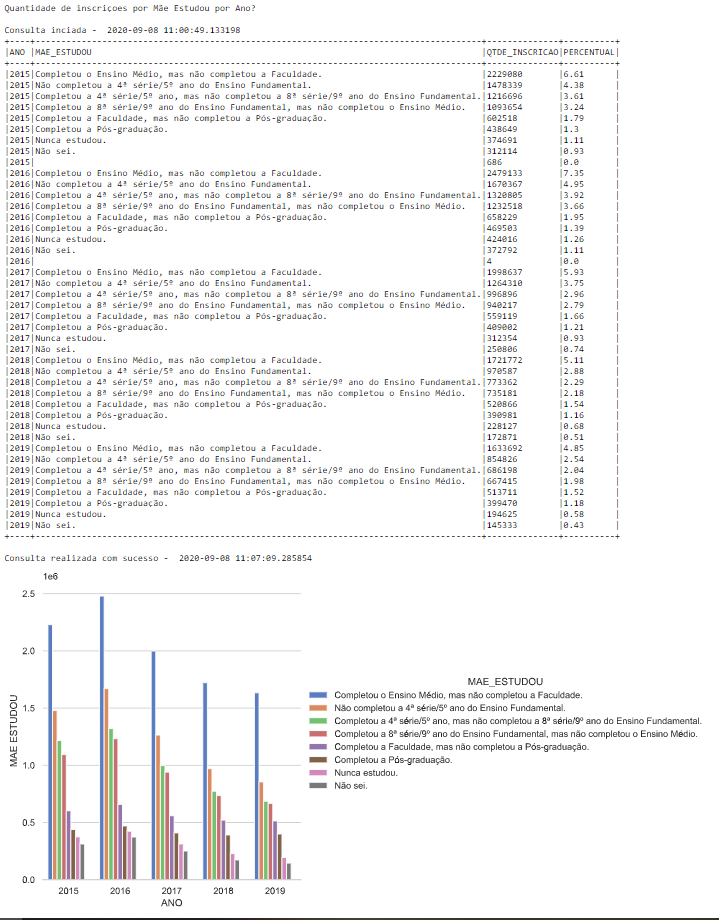 Quantidade de inscriçoes por Mãe Estudou por Ano?
Consulta inciada - 2020-09-08 11:00:49.133198
+----+-----------------------------------------------------------------------------------------+-------------+----------+
|ANO |MAE_ESTUDOU |QTDE_INSCRICAO|PERCENTUAL|
+----+-----------------------------------------------------------------------------------------+-------------+----------+
|2015|Completou o Ensino Médio, mas não completou a Faculdade. |2229080 |6.61 |
|2015|Não completou a 4ª série/5º ano do Ensino Fundamental. |1478339 |4.38 |
|2015|Completou a 4ª série/5º ano, mas não completou a 8ª série/9º ano do Ensino Fundamental.|1216696 |3.61 |
|2015|Completou a 8ª série/9º ano do Ensino Fundamental, mas não completou o Ensino Médio. |1093654 |3.24 |
|2015|Completou a Faculdade, mas não completou a Pós-graduação. |602518 |1.79 |
|2015|Completou a Pós-graduação. |438649 |1.3 |
|2015|Nunca estudou. |374691 |1.11 |
|2015|Não sei. |312114 |0.93 |
|2015| |686 |0.0 |
|2016|Completou o Ensino Médio, mas não completou a Faculdade. |2479133 |7.35 |
|2016|Não completou a 4ª série/5º ano do Ensino Fundamental. |1670367 |4.95 |
|2016|Completou a 4ª série/5º ano, mas não completou a 8ª série/9º ano do Ensino Fundamental.|1320805 |3.92 |
|2016|Completou a 8ª série/9º ano do Ensino Fundamental, mas não completou o Ensino Médio. |1232518 |3.66 |
|2016|Completou a Faculdade, mas não completou a Pós-graduação. |658229 |1.95 |
|2016|Completou a Pós-graduação. |469503 |1.39 |
|2016|Nunca estudou. |424016 |1.26 |
|2016|Não sei. |372792 |1.11 |
|2016| |4 |0.0 |
|2017|Completou o Ensino Médio, mas não completou a Faculdade. |1998637 |5.93 |
|2017|Não completou a 4ª série/5º ano do Ensino Fundamental. |1264310 |3.75 |
|2017|Completou a 4ª série/5º ano, mas não completou a 8ª série/9º ano do Ensino Fundamental.|996896 |2.96 |
|2017|Completou a 8ª série/9º ano do Ensino Fundamental, mas não completou o Ensino Médio. |940217 |2.79 |
|2017|Completou a Faculdade, mas não completou a Pós-graduação. |559119 |1.66 |
|2017|Completou a Pós-graduação. |409002 |1.21 |
|2017|Nunca estudou. |312354 |0.93 |
|2017|Não sei. |250806 |0.74 |
|2018|Completou o Ensino Médio, mas não completou a Faculdade. |1721772 |5.11 |
|2018|Não completou a 4ª série/5º ano do Ensino Fundamental. |970587 |2.88 |
|2018|Completou a 4ª série/5º ano, mas não completou a 8ª série/9º ano do Ensino Fundamental.|773362 |2.29 |
|2018|Completou a 8ª série/9º ano do Ensino Fundamental, mas não completou o Ensino Médio. |735181 |2.18 |
|2018|Completou a Faculdade, mas não completou a Pós-graduação. |520866 |1.54 |
|2018|Completou a Pós-graduação. |390981 |1.16 |
|2018|Nunca estudou. |228127 |0.68 |
|2018|Não sei. |172871 |0.51 |
|2019|Completou o Ensino Médio, mas não completou a Faculdade. |1633692 |4.85 |
|2019|Não completou a 4ª série/5º ano do Ensino Fundamental. |854826 |2.54 |
|2019|Completou a 4ª série/5º ano, mas não completou a 8ª série/9º ano do Ensino Fundamental.|686198 |2.04 |
|2019|Completou a 8ª série/9º ano do Ensino Fundamental, mas não completou o Ensino Médio. |667415 |1.98 |
|2019|Completou a Faculdade, mas não completou a Pós-graduação. |513711 |1.52 |
|2019|Completou a Pós-graduação. |399470 |1.18 |
|2019|Nunca estudou. |194625 |0.58 |
|2019|Não sei. |145333 |0.43 |
+----+-----------------------------------------------------------------------------------------+-------------+----------+
Consulta realizada com sucesso - 2020-09-08 11:07:09.285854
1e6
2.5
2.0
1.5
1.0
0.5
0.0
MAE ESTUDOU
2015 2016 2017 2018 2019
ANO
MAE_ESTUDOU
Completou o Ensino Médio, mas não completou a Faculdade.
Não completou a 4ª série/5º ano do Ensino Fundamental.
Completou a 4ª série/5º ano, mas não completou a 8ª série/9º ano do Ensino Fundamental.
Completou a 8ª série/9º ano do Ensino Fundamental, mas não completou o Ensino Médio.
Completou a Faculdade, mas não completou a Pós-graduação.
Completou a Pós-graduação.
Nunca estudou.
Não sei.